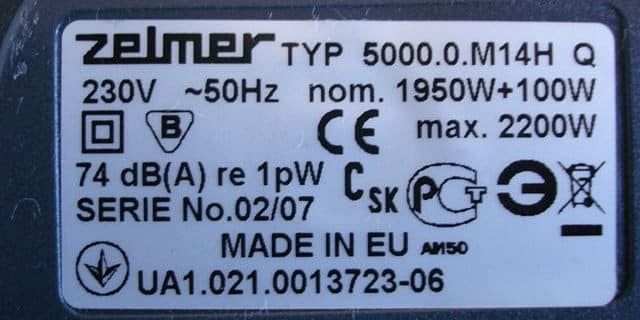 zelmer TYP 5000.0.M14H Q
230V ~50Hz nom. 1950W+100W
B CE max. 2200W
74 dB(A) re 1pW CSK PCT
SERIE No.02/07
MADE IN EU AM50
UA1.021.0013723-06